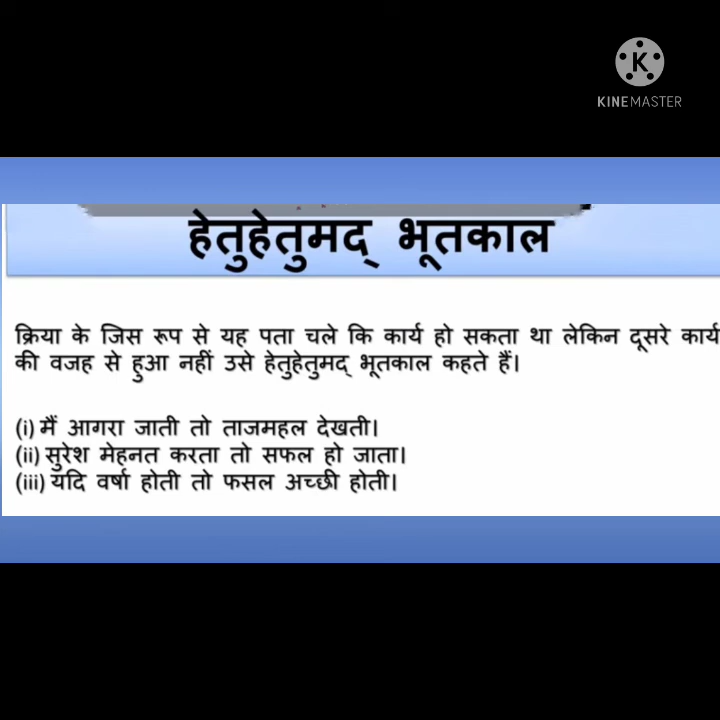 K
KINEMASTER
हेतुहेतुमद् भूतकाल
क्रिया के जिस रूप से यह पता चले कि कार्य हो सकता था लेकिन दूसरे कार्य
की वजह से हुआ नहीं उसे हेतुहेतुमद् भूतकाल कहते हैं।
(i) मैं आगरा जाती तो ताजमहल देखती।
(ii) सुरेश मेहनत करता तो सफल हो जाता।
(iii) यदि वर्षा होती तो फसल अच्छी होती।